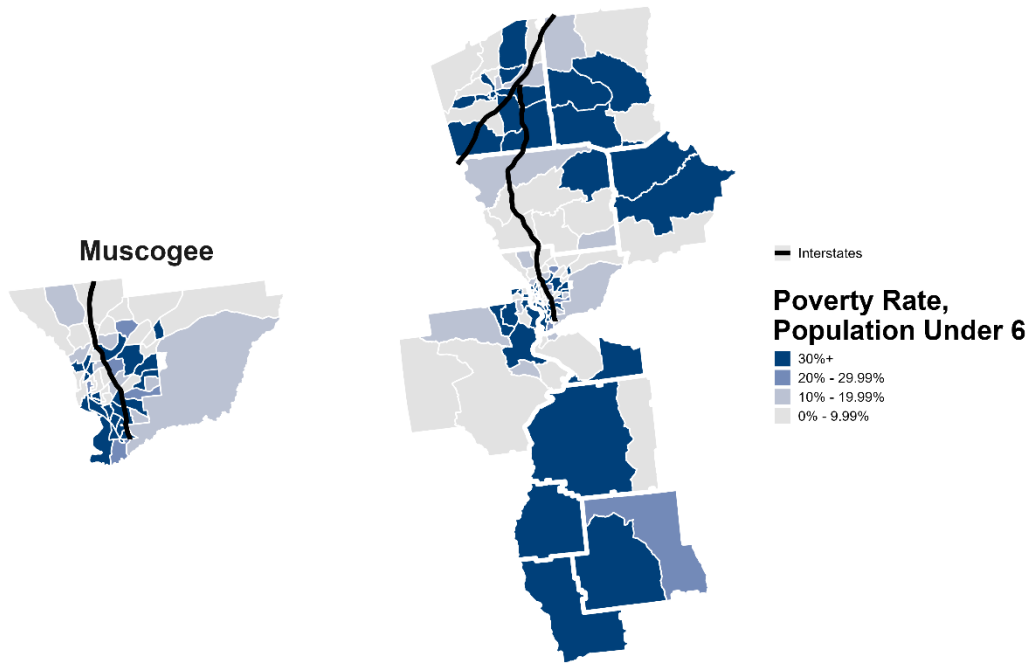 Muscogee
Interstates
Poverty Rate,
Population Under 6
30%+
20% - 29.99%
10% - 19.99%
0% - 9.99%